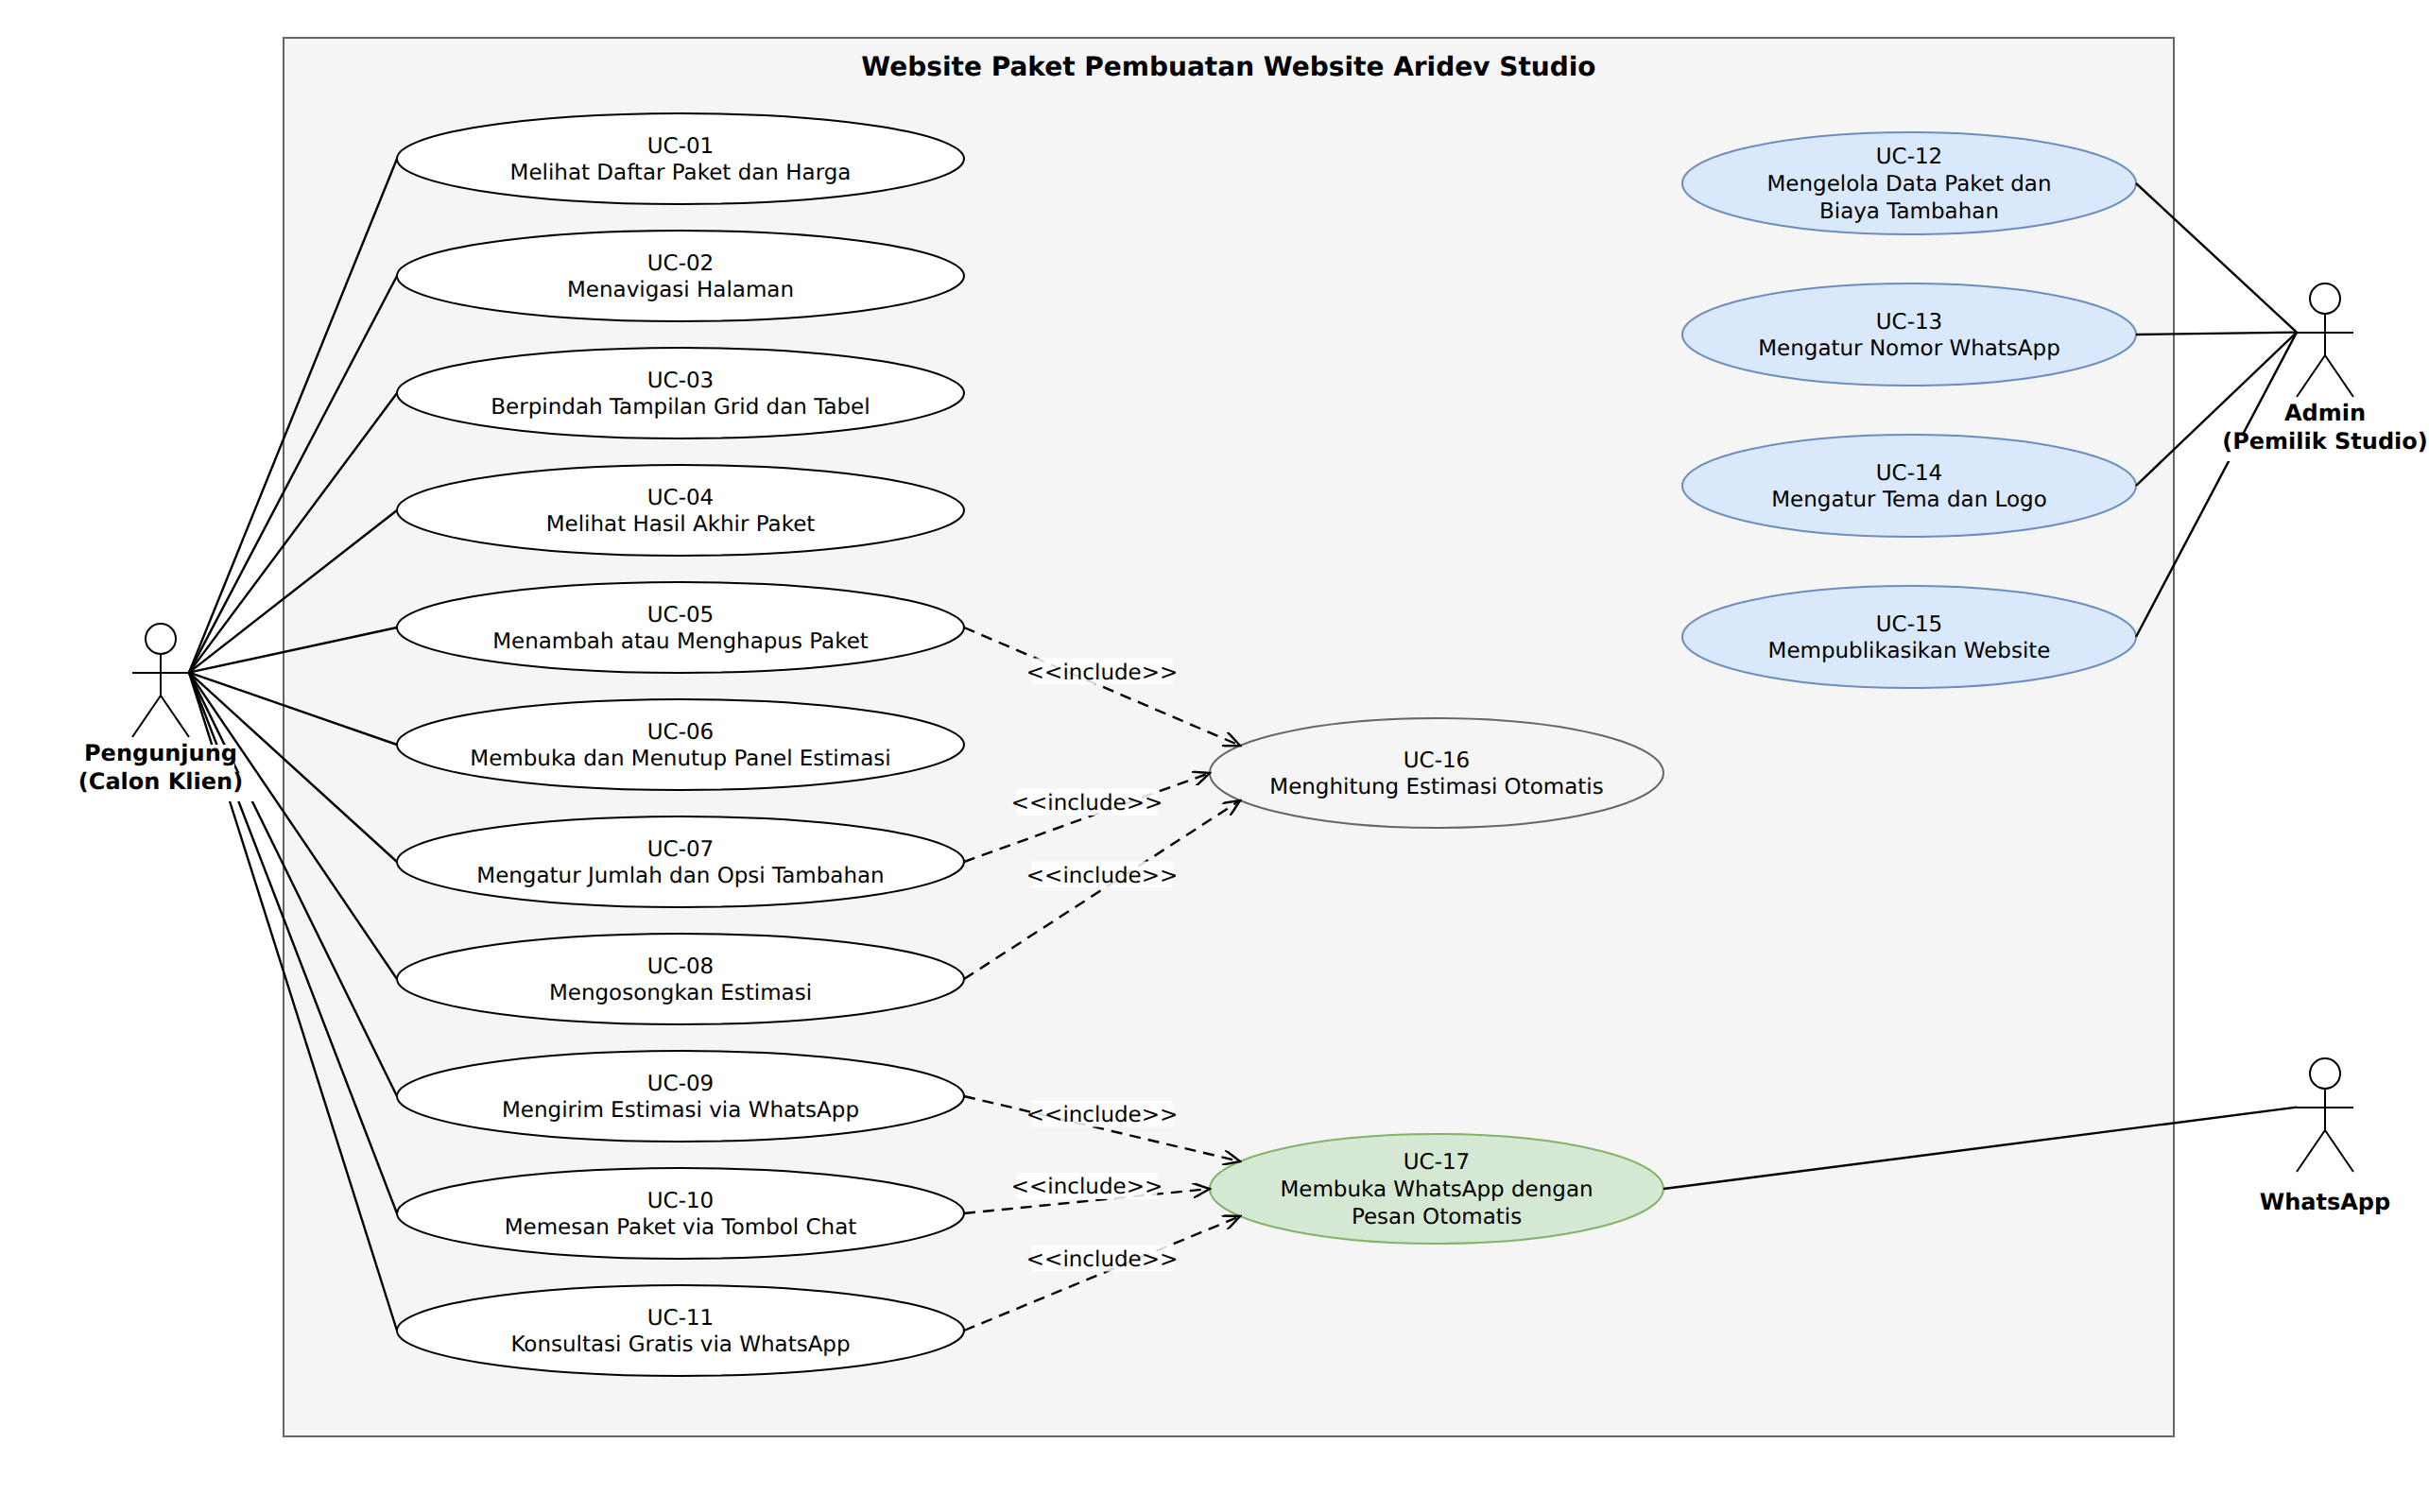 Website Paket Pembuatan Website Aridev Studio
UC-01
Melihat Daftar Paket dan Harga
UC-02
Menavigasi Halaman
UC-03
Berpindah Tampilan Grid dan Tabel
UC-04
Melihat Hasil Akhir Paket
UC-05
Menambah atau Menghapus Paket
UC-06
Membuka dan Menutup Panel Estimasi
UC-07
Mengatur Jumlah dan Opsi Tambahan
UC-08
Mengosongkan Estimasi
UC-09
Mengirim Estimasi via WhatsApp
UC-10
Memesan Paket via Tombol Chat
UC-11
Konsultasi Gratis via WhatsApp
Pengunjung
(Calon Klien)
<<include>>
<<include>>
<<include>>
<<include>>
<<include>>
<<include>>
UC-16
Menghitung Estimasi Otomatis
UC-17
Membuka WhatsApp dengan
Pesan Otomatis
UC-12
Mengelola Data Paket dan
Biaya Tambahan
UC-13
Mengatur Nomor WhatsApp
UC-14
Mengatur Tema dan Logo
UC-15
Mempublikasikan Website
Admin
(Pemilik Studio)
WhatsApp